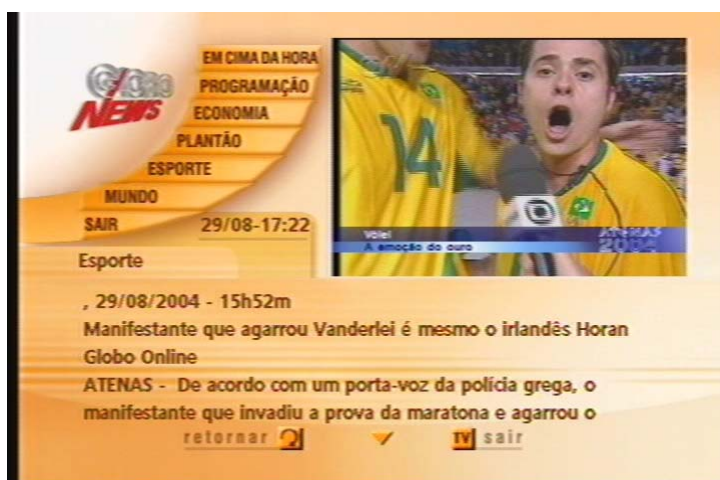 GLOBO
NEWS
EM CIMA DA HORA
PROGRAMAÇÃO
ECONOMIA
PLANTÃO
ESPORTE
MUNDO
SAIR
29/08-17:22
14
Vôlei
A emoção do ouro
ATENAS
2004
Esporte
, 29/08/2004 - 15h52m
Manifestante que agarrou Vanderlei é mesmo o irlandês Horan
Globo Online
ATENAS - De acordo com um porta-voz da polícia grega, o
manifestante que invadiu a prova da maratona e agarrou o
retornar
TV sair